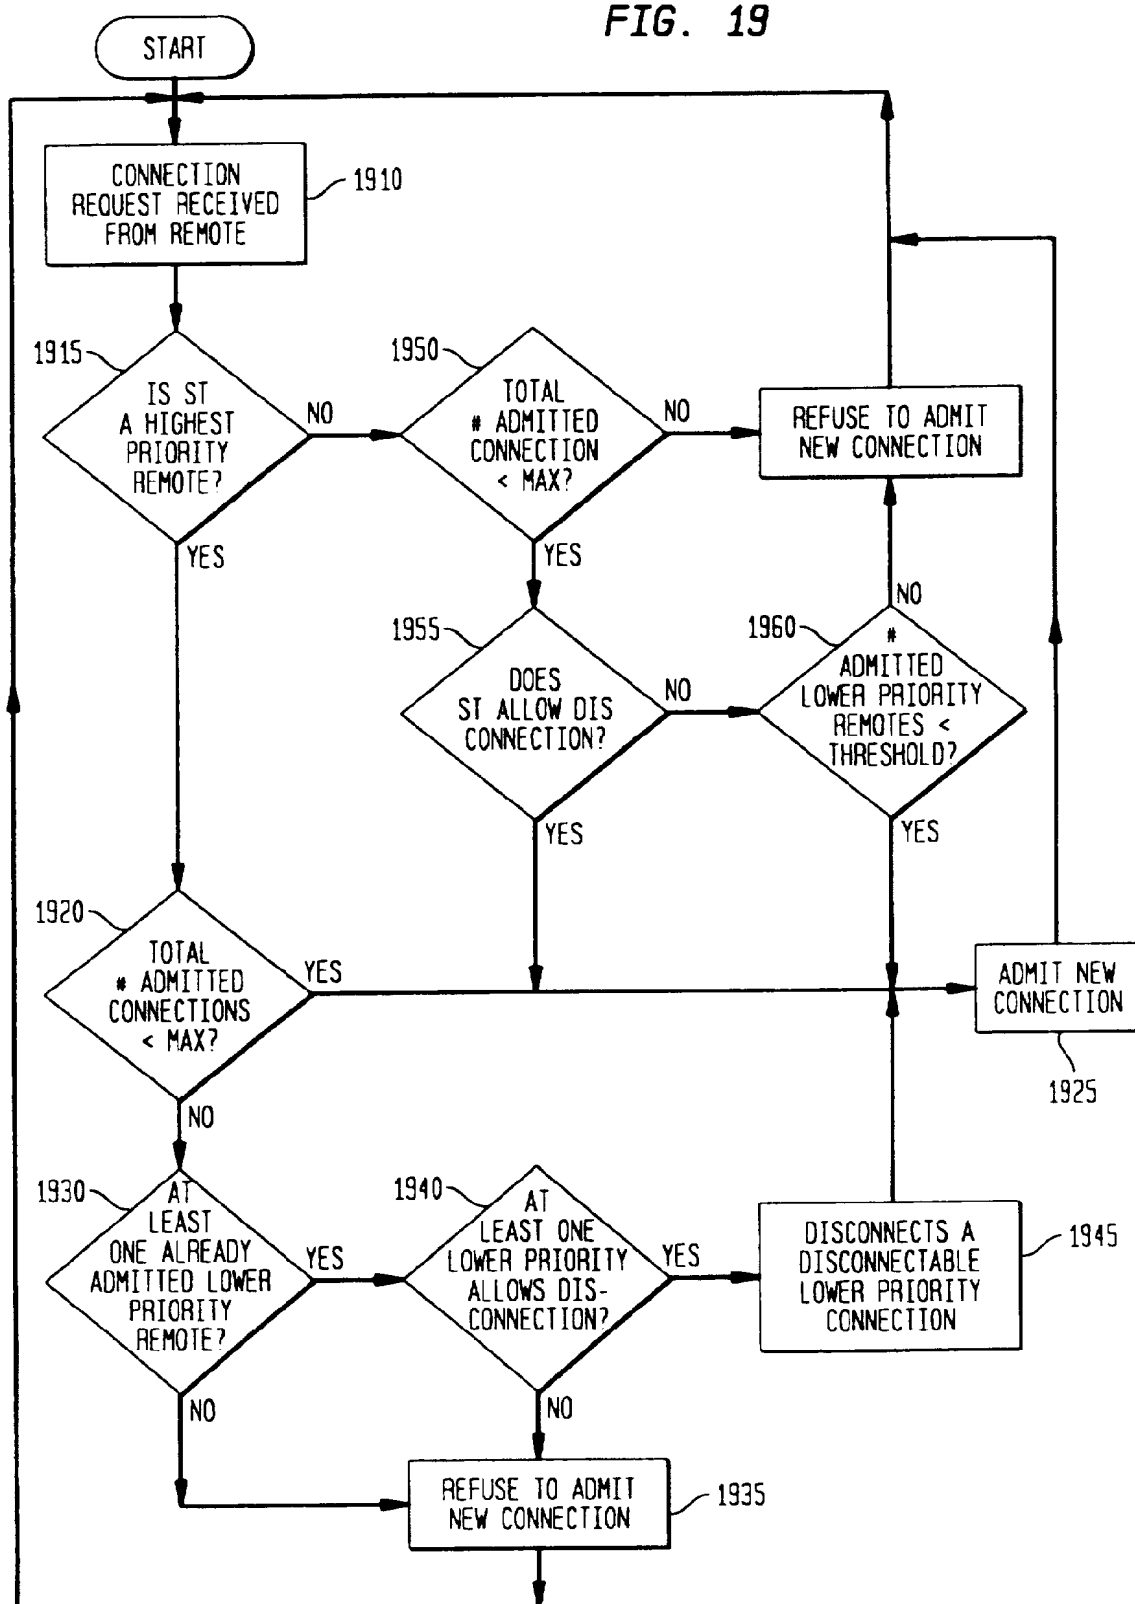 FIG. 19
START
CONNECTION
REQUEST RECEIVED
FROM REMOTE
1910
1915
IS ST
A HIGHEST
PRIORITY
REMOTE?
NO
YES
1950
TOTAL
# ADMITTED
CONNECTION
< MAX?
NO
YES
REFUSE TO ADMIT
NEW CONNECTION
1955
DOES
ST ALLOW DIS
CONNECTION?
NO
YES
1960
NO
#
ADMITTED
LOWER PRIORITY
REMOTES <
THRESHOLD?
YES
1920
TOTAL
# ADMITTED
CONNECTIONS
< MAX?
YES
NO
ADMIT NEW
CONNECTION
1925
1930
AT
LEAST
ONE ALREADY
ADMITTED LOWER
PRIORITY
REMOTE?
YES
NO
1940
AT
LEAST ONE
LOWER PRIORITY
ALLOWS DIS-
CONNECTION?
YES
NO
DISCONNECTS A
DISCONNECTABLE
LOWER PRIORITY
CONNECTION
1945
REFUSE TO ADMIT
NEW CONNECTION
1935